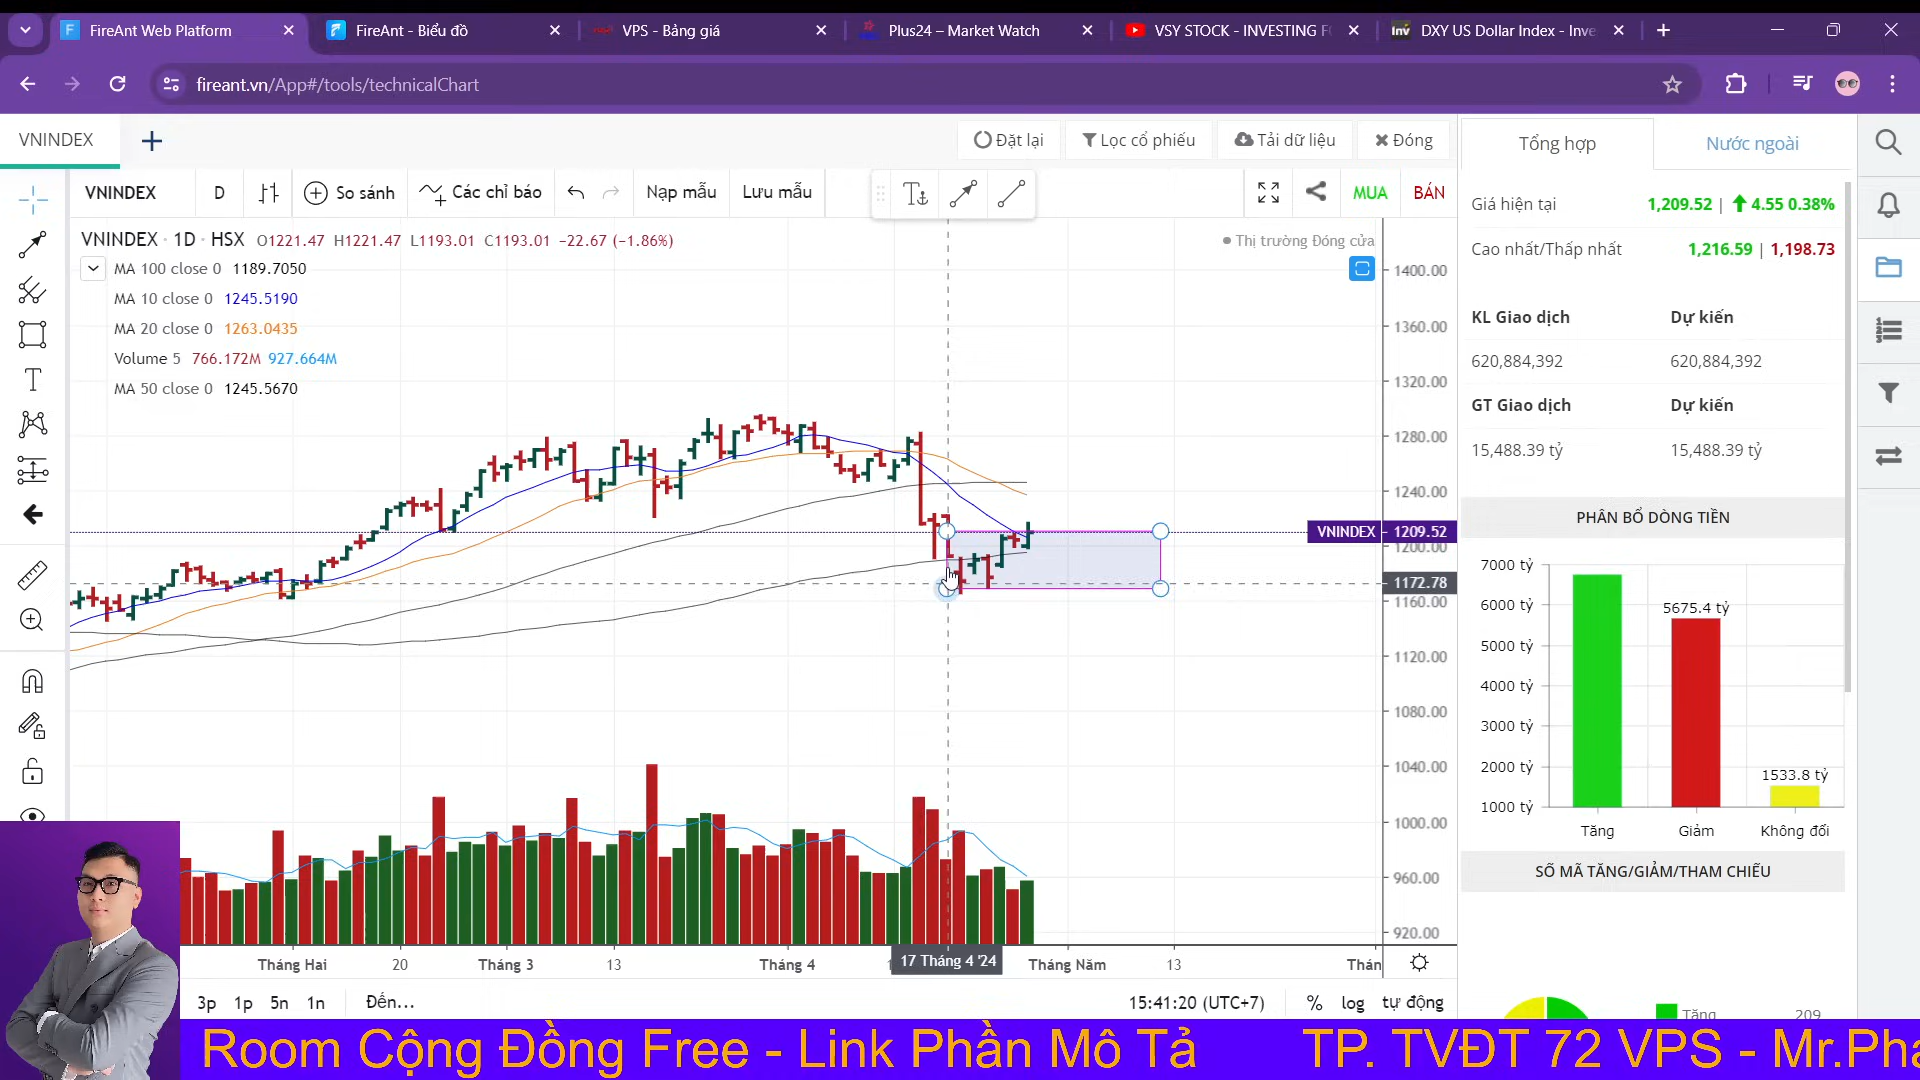 FireAnt Web Platform
FireAnt - Biểu đồ
VPS - Bảng giá
Plus24 – Market Watch
VSY STOCK - INVESTING F
DXY US Dollar Index - Inve
fireant.vn/App#/tools/technicalChart
VNINDEX
Đặt lại
Lọc cổ phiếu
Tải dữ liệu
Đóng
Tổng hợp
Nước ngoài
VNINDEX
D
So sánh
Các chỉ báo
Nạp mẫu
Lưu mẫu
MUA
BÁN
Giá hiện tại
1,209.52 | 4.55 0.38%
Cao nhất/Thấp nhất
1,216.59 | 1,198.73
VNINDEX · 1D · HSX O1221.47 H1221.47 L1193.01 C1193.01 −22.67 (−1.86%)
Thị trường Đóng cửa
MA 100 close 0 1189.7050
MA 10 close 0 1245.5190
MA 20 close 0 1263.0435
Volume 5 766.172M 927.664M
MA 50 close 0 1245.5670
1400.00
1360.00
1320.00
1280.00
1240.00
VNINDEX 1209.52
1200.00
1172.78
1160.00
1120.00
1080.00
1040.00
1000.00
960.00
920.00
KL Giao dịch
Dự kiến
620,884,392
620,884,392
GT Giao dịch
Dự kiến
15,488.39 tỷ
15,488.39 tỷ
PHÂN BỔ DÒNG TIỀN
7000 tỷ
6000 tỷ
5000 tỷ
4000 tỷ
3000 tỷ
2000 tỷ
1000 tỷ
5675.4 tỷ
1533.8 tỷ
Tăng
Giảm
Không đổi
SỐ MÃ TĂNG/GIẢM/THAM CHIẾU
Tăng
209
Tháng Hai
20
Tháng 3
13
Tháng 4
17 Tháng 4 '24
Tháng Năm
13
Thán
3p
1p
5n
1n
Đến...
15:41:20 (UTC+7)
%
log
tự động
Room Cộng Đồng Free - Link Phần Mô Tả
TP. TVĐT 72 VPS - Mr.Pha